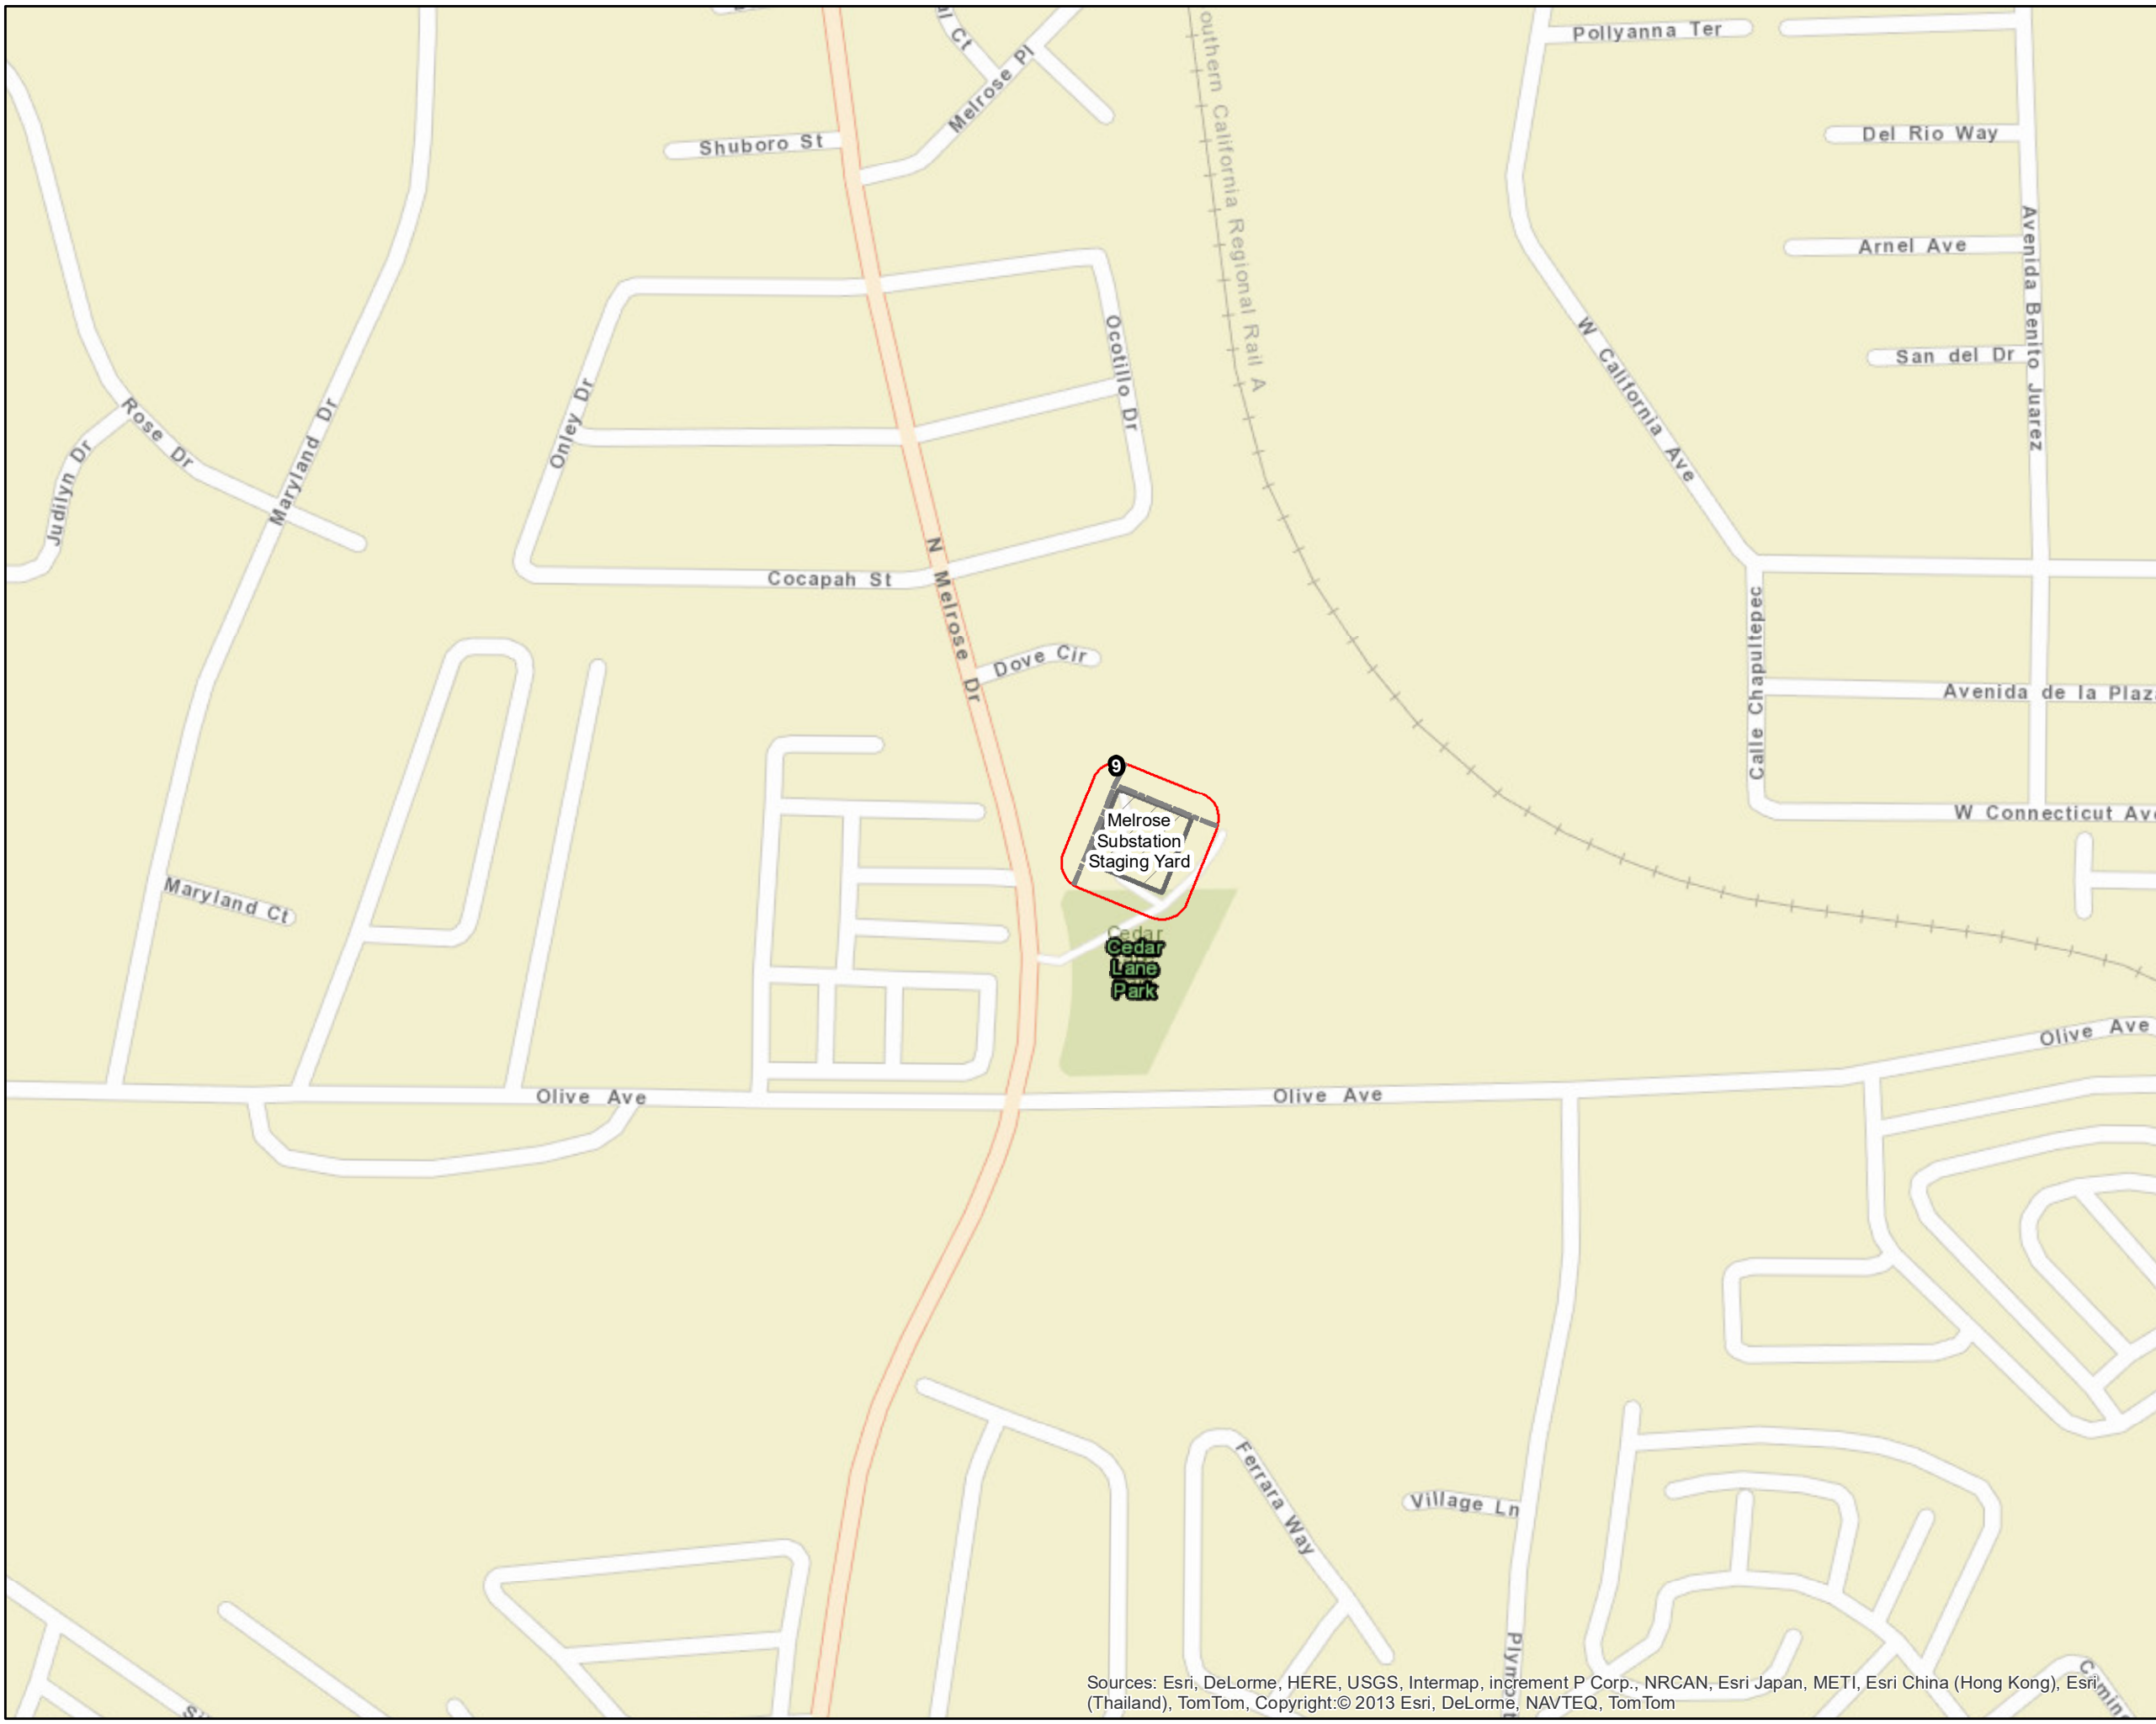 Pollyanna Ter
Melrose Pl
Shuboro St
Del Rio Way
outhern California Regional Rail A
Arnel Ave
Avenida Benito Juarez
San del Dr
W California Ave
Ocotillo Dr
Onley Dr
Rose Dr
Judilyn Dr
Maryland Dr
N Melrose Dr
Cocapah St
Dove Cir
Calle Chapultepec
Avenida de la Plaz
W Connecticut Av
9
Melrose
Substation
Staging Yard
Maryland Ct
Cedar
Cedar
Lane
Park
Olive Ave
Olive Ave
Olive Ave
Ferrara Way
Village Ln
Sources: Esri, DeLorme, HERE, USGS, Intermap, increment P Corp., NRCAN, Esri Japan, METI, Esri China (Hong Kong), Esri
(Thailand), TomTom, Copyright:© 2013 Esri, DeLorme, NAVTEQ, TomTom